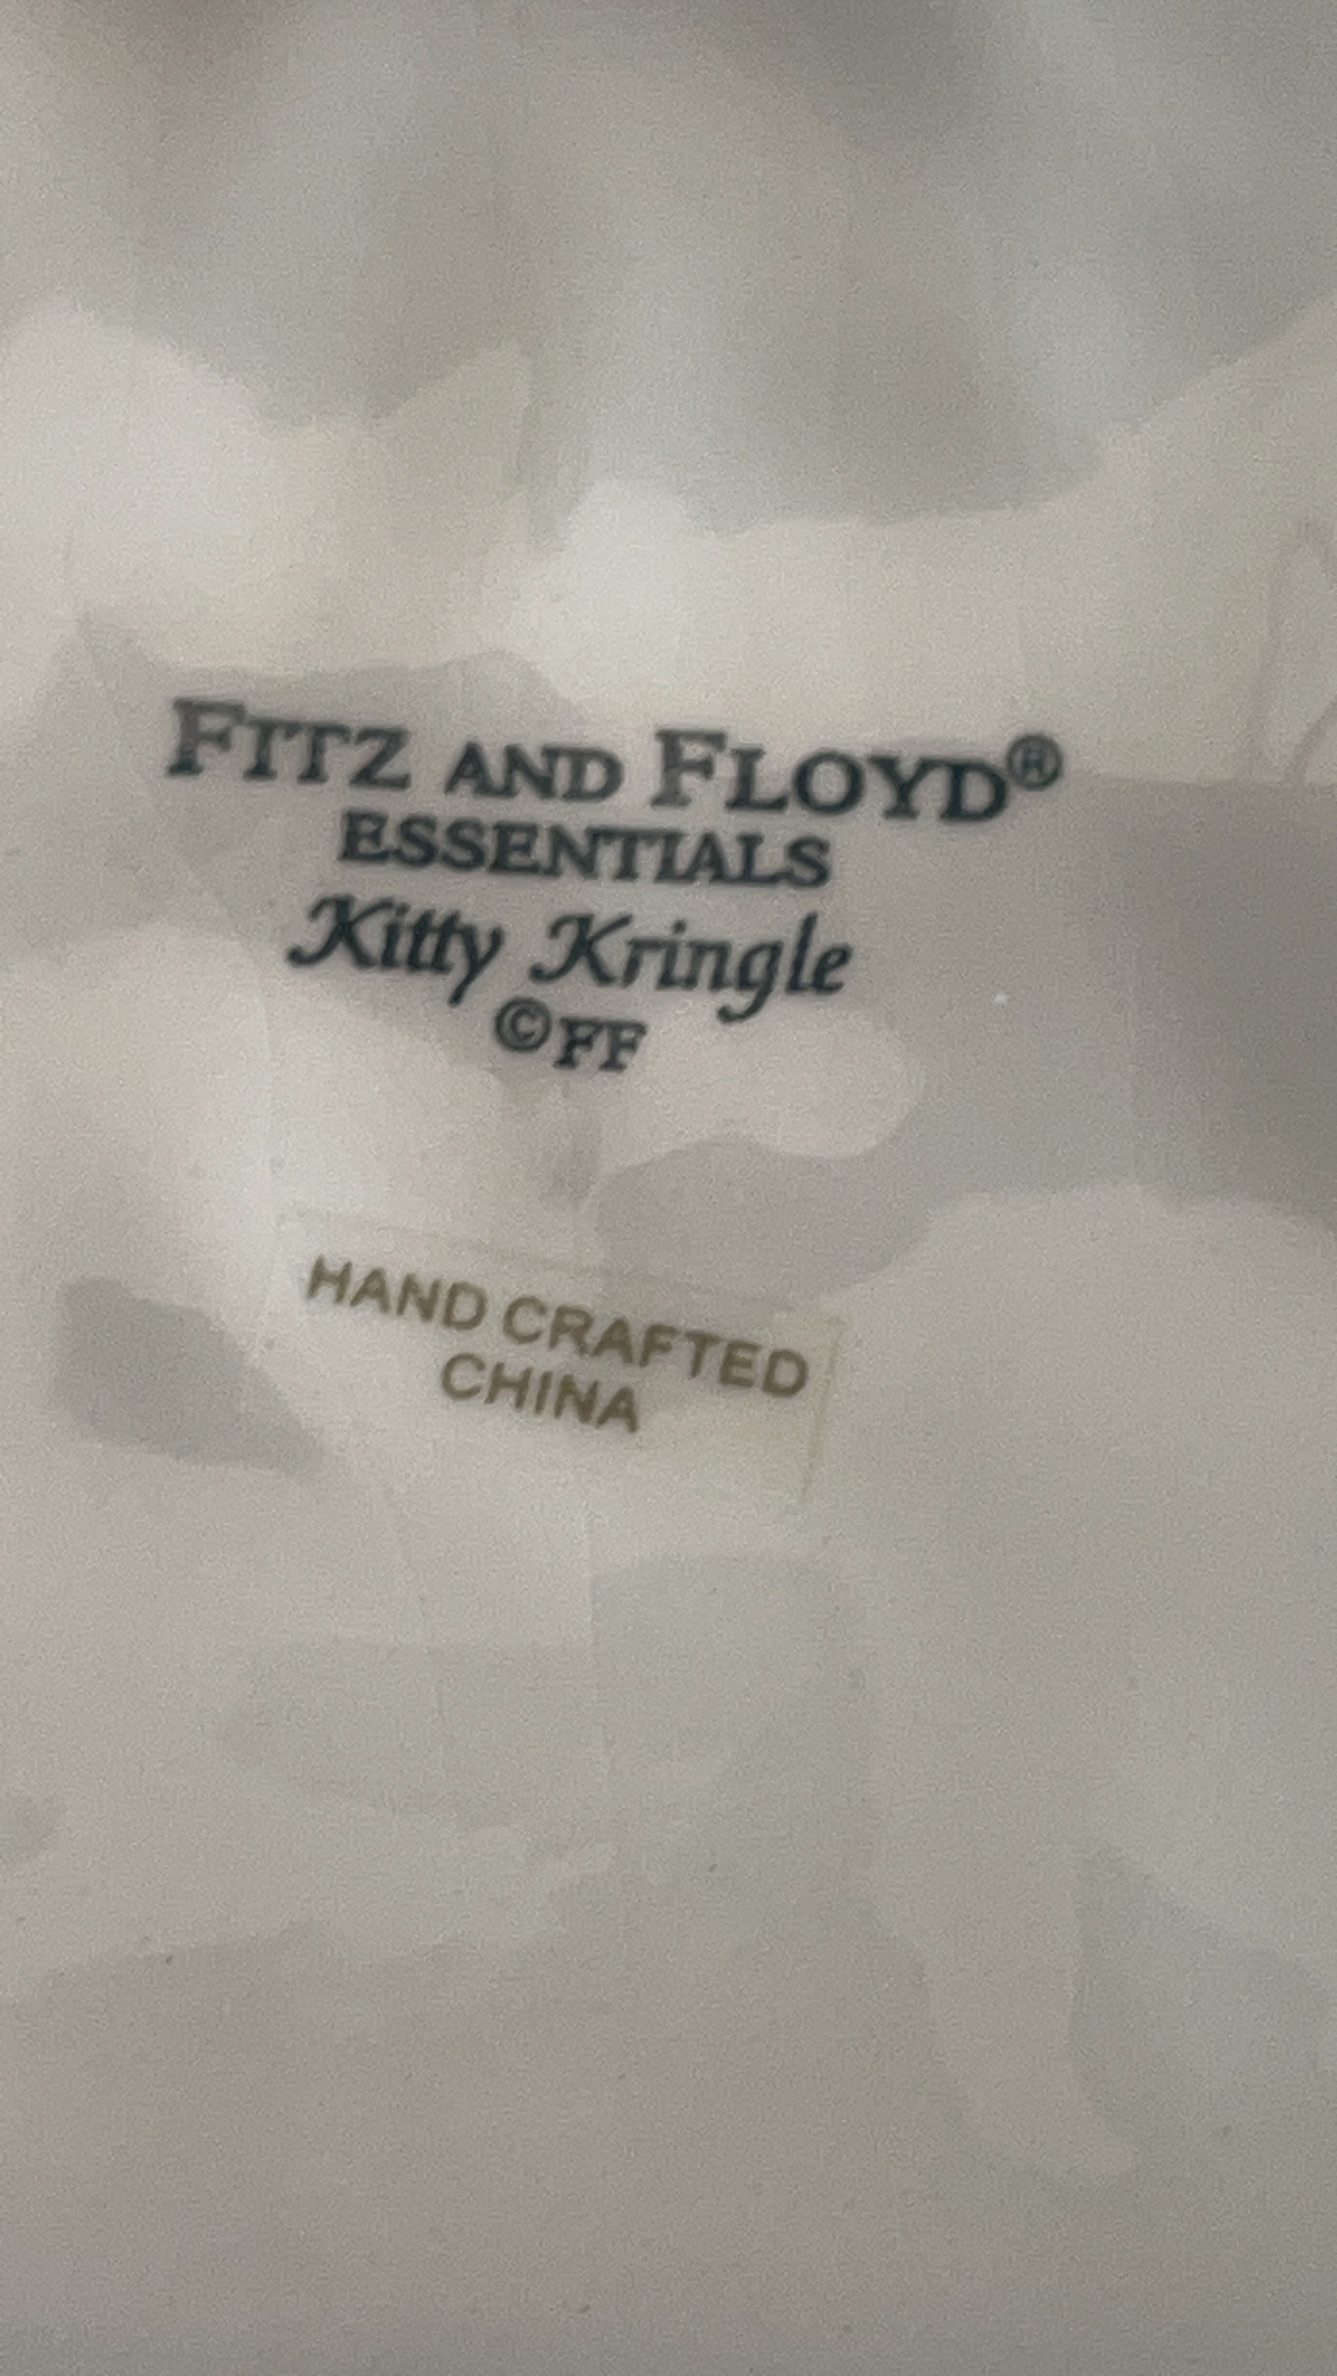 FITZ AND FLOYD®
ESSENTIALS
Kitty Kringle
©FF
HAND CRAFTED
CHINA